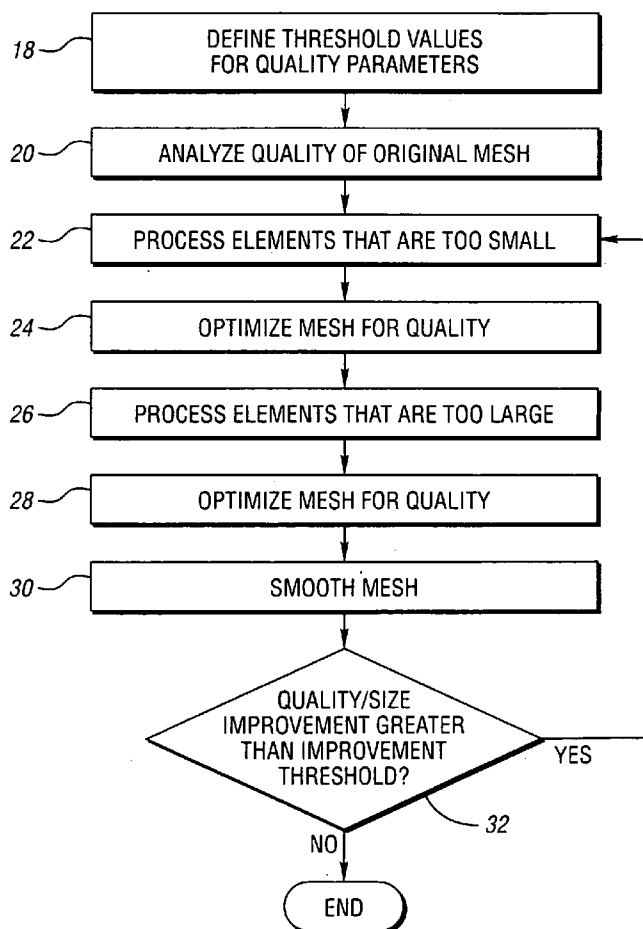 18
DEFINE THRESHOLD VALUES
FOR QUALITY PARAMETERS
20
ANALYZE QUALITY OF ORIGINAL MESH
22
PROCESS ELEMENTS THAT ARE TOO SMALL
24
OPTIMIZE MESH FOR QUALITY
26
PROCESS ELEMENTS THAT ARE TOO LARGE
28
OPTIMIZE MESH FOR QUALITY
30
SMOOTH MESH
QUALITY/SIZE
IMPROVEMENT GREATER
THAN IMPROVEMENT
THRESHOLD?
YES
32
NO
END